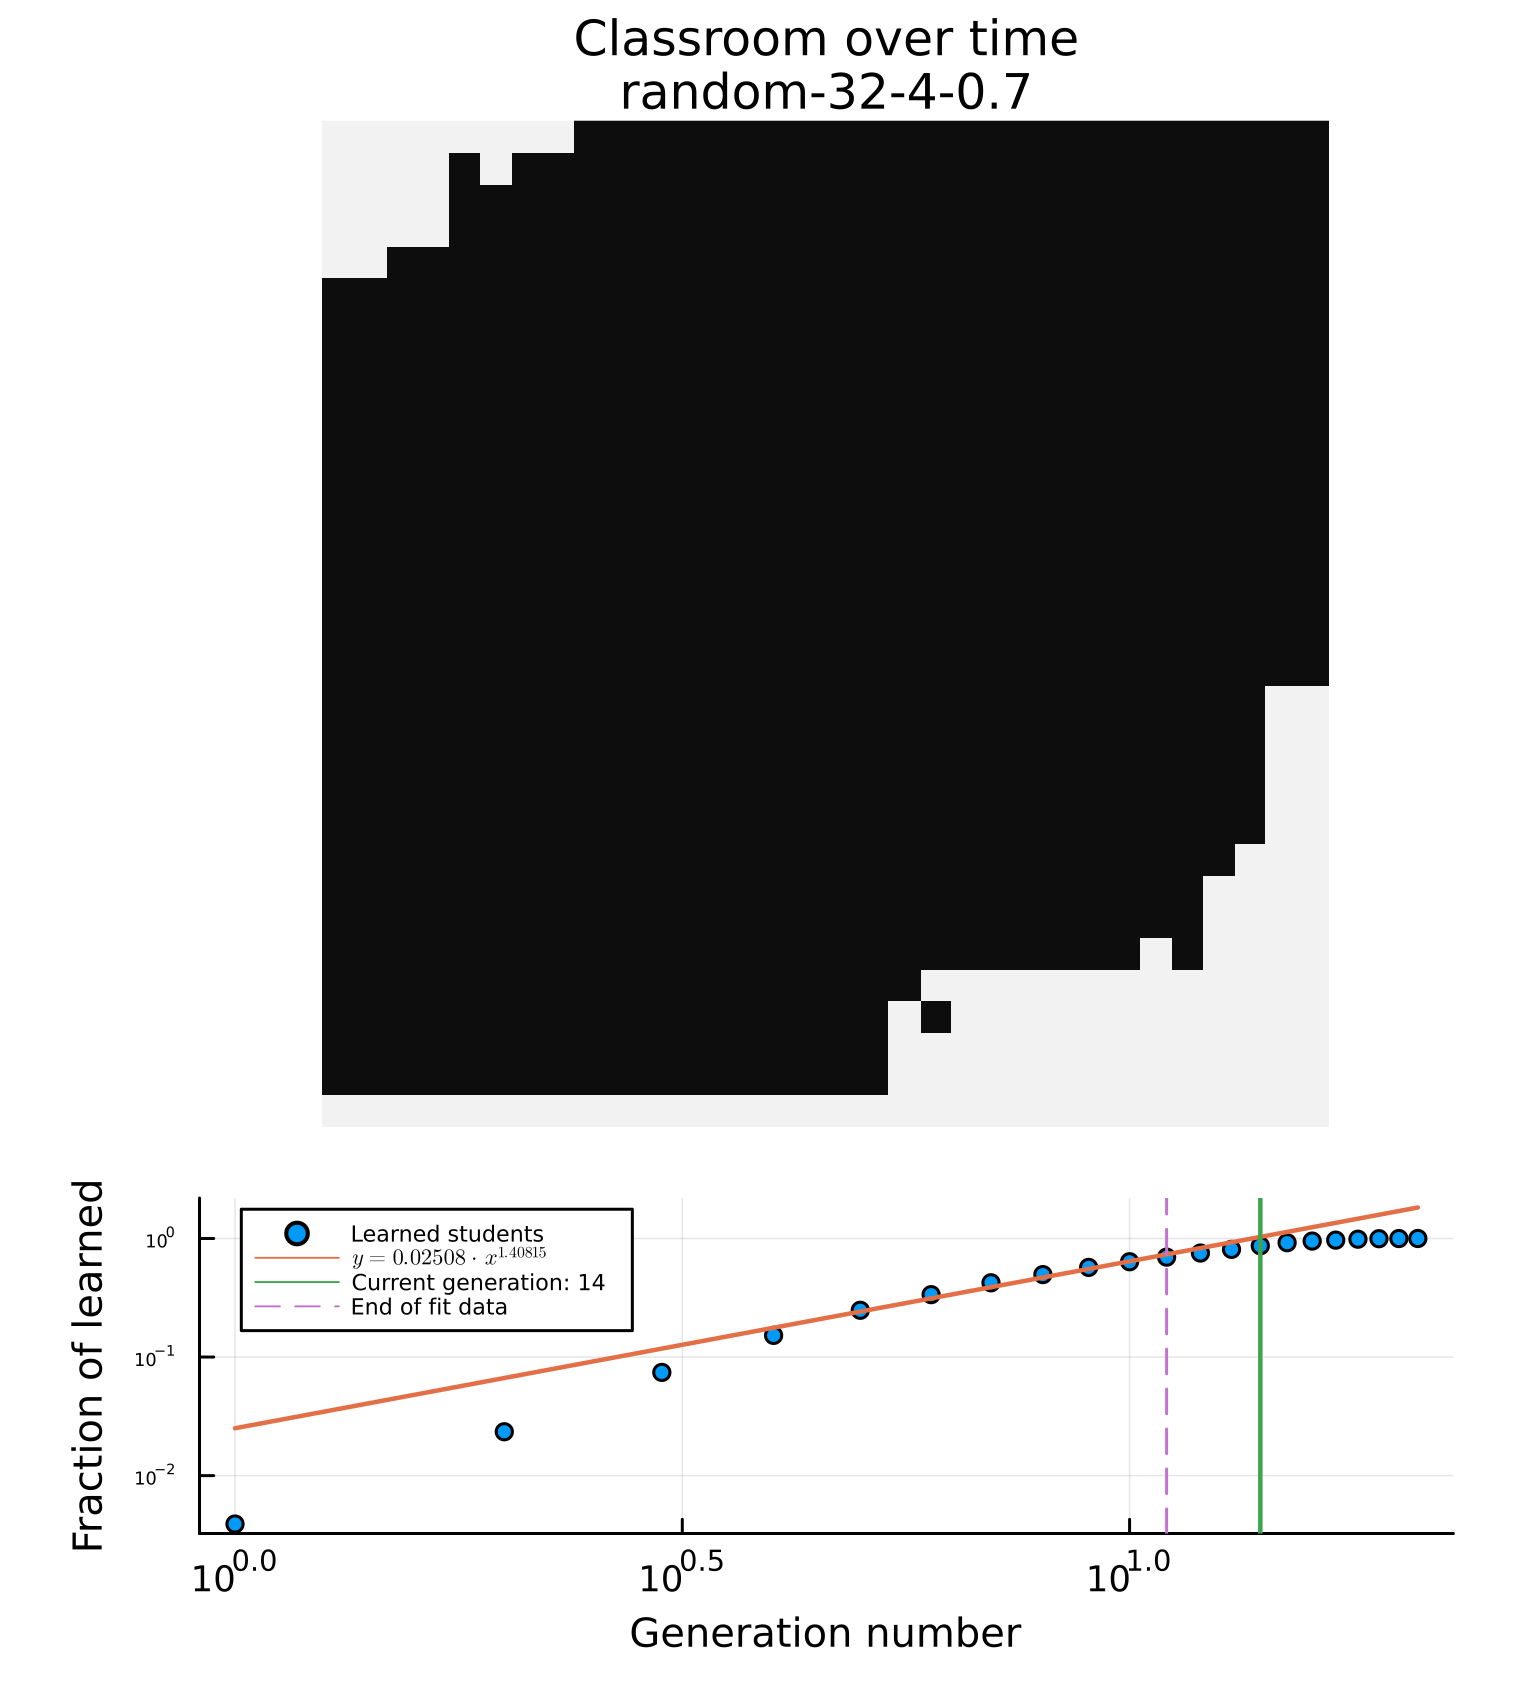 Classroom over time
random-32-4-0.7
Fraction of learned
10⁰
10⁻¹
10⁻²
Learned students
y = 0.02508 · x^1.40815
Current generation: 14
End of fit data
10^0.0
10^0.5
10^1.0
Generation number